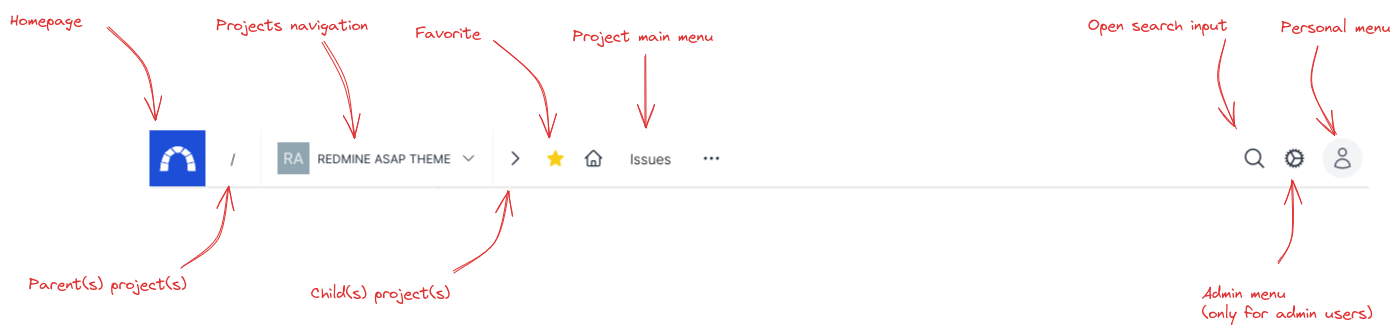 Homepage
Projects navigation
Favorite
Project main menu
Open search input
Personal menu
/
RA
REDMINE ASAP THEME
Issues
Parent(s) project(s)
Child(s) project(s)
Admin menu
(only for admin users)